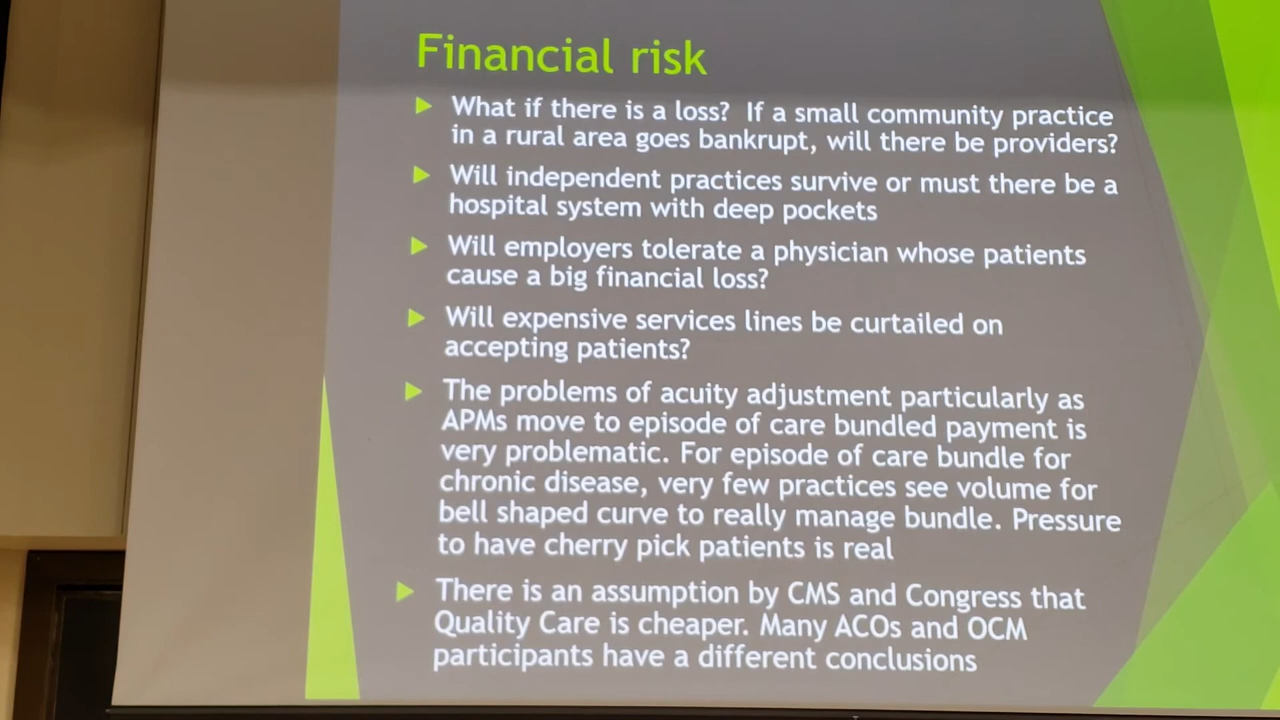 Financial risk
What if there is a loss?  If a small community practice
in a rural area goes bankrupt, will there be providers?
Will independent practices survive or must there be a
hospital system with deep pockets
Will employers tolerate a physician whose patients
cause a big financial loss?
Will expensive services lines be curtailed on
accepting patients?
The problems of acuity adjustment particularly as
APMs move to episode of care bundled payment is
very problematic. For episode of care bundle for
chronic disease, very few practices see volume for
bell shaped curve to really manage bundle. Pressure
to have cherry pick patients is real
There is an assumption by CMS and Congress that
Quality Care is cheaper. Many ACOs and OCM
participants have a different conclusions